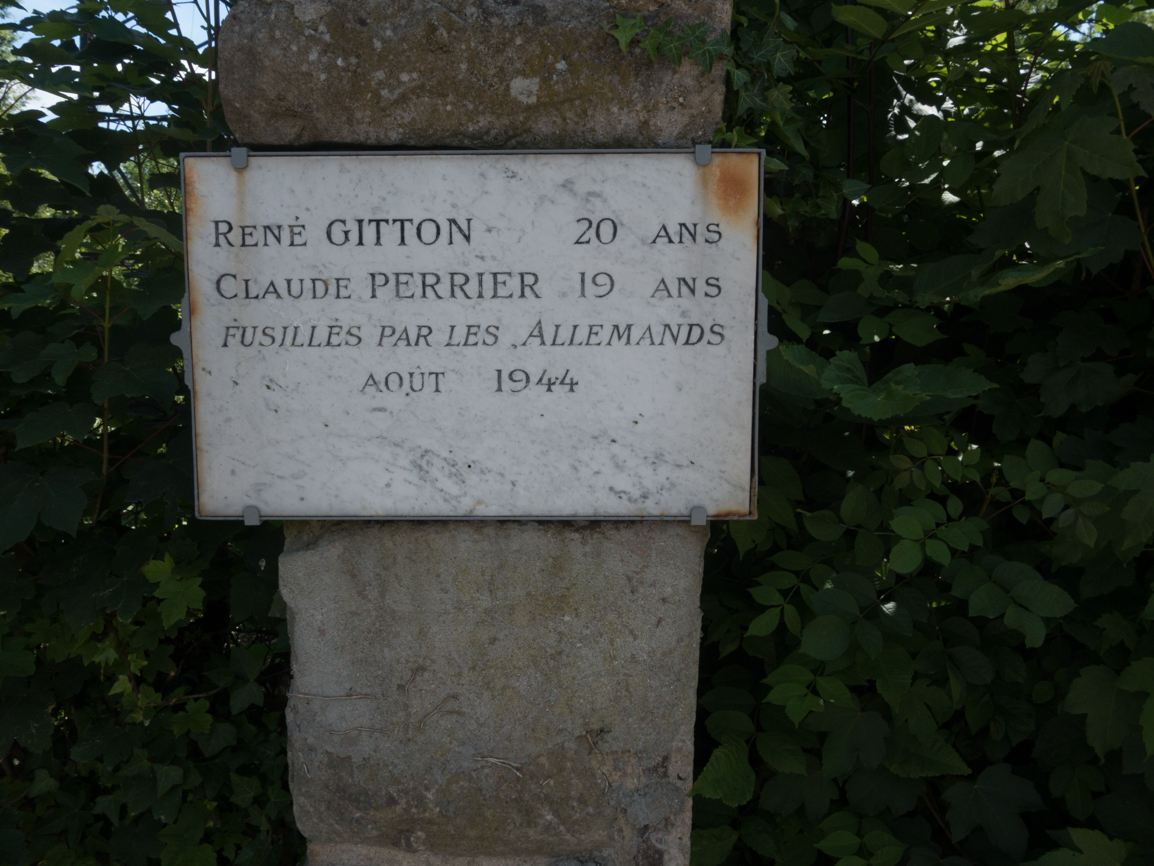 RENÉ GITTON 20 ANS
CLAUDE PERRIER 19 ANS
FUSILLÉS PAR LES ALLEMANDS
AOÛT 1944